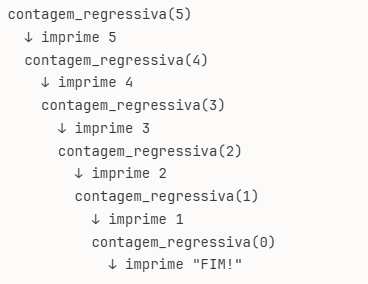 contagem_regressiva(5)
↓ imprime 5
contagem_regressiva(4)
↓ imprime 4
contagem_regressiva(3)
↓ imprime 3
contagem_regressiva(2)
↓ imprime 2
contagem_regressiva(1)
↓ imprime 1
contagem_regressiva(0)
↓ imprime "FIM!"